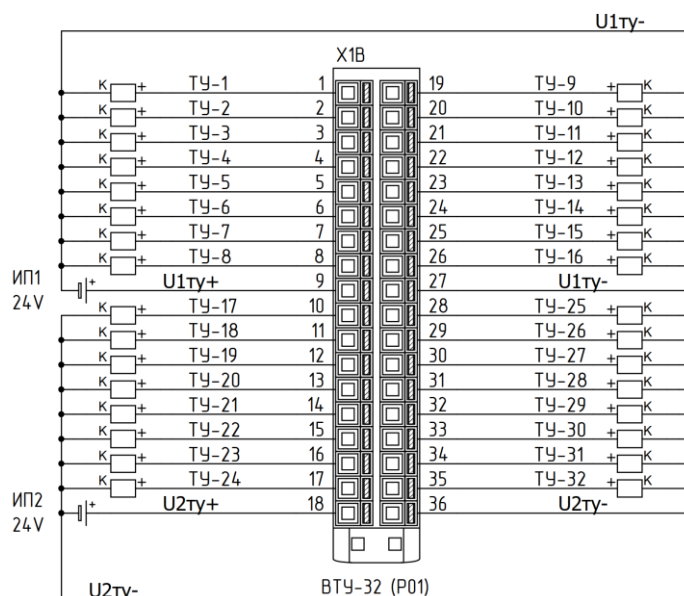 U1ту-
X1B
К + ТУ-1 1 19 ТУ-9 + К
К + ТУ-2 2 20 ТУ-10 + К
К + ТУ-3 3 21 ТУ-11 + К
К + ТУ-4 4 22 ТУ-12 + К
К + ТУ-5 5 23 ТУ-13 + К
К + ТУ-6 6 24 ТУ-14 + К
К + ТУ-7 7 25 ТУ-15 + К
К + ТУ-8 8 26 ТУ-16 + К
ИП1 + U1ту+ 9 27 U1ту-
24V
К + ТУ-17 10 28 ТУ-25 + К
К + ТУ-18 11 29 ТУ-26 + К
К + ТУ-19 12 30 ТУ-27 + К
К + ТУ-20 13 31 ТУ-28 + К
К + ТУ-21 14 32 ТУ-29 + К
К + ТУ-22 15 33 ТУ-30 + К
К + ТУ-23 16 34 ТУ-31 + К
К + ТУ-24 17 35 ТУ-32 + К
ИП2 + U2ту+ 18 36 U2ту-
24V
U2ту-
ВТУ-32 (P01)